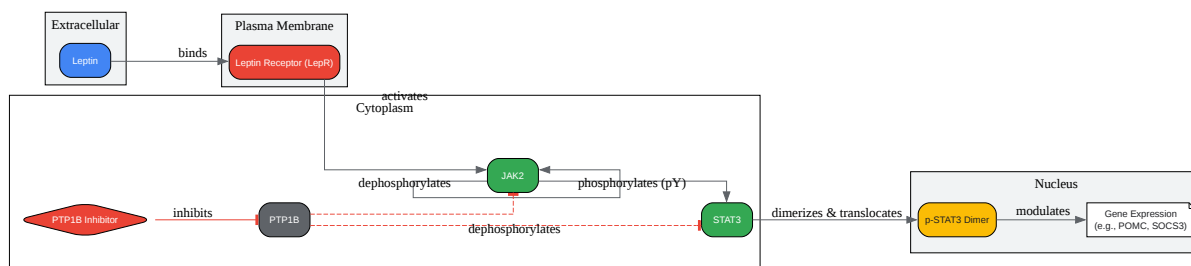 Extracellular
Plasma Membrane
Leptin
binds
Leptin Receptor (LepR)
activates
Cytoplasm
JAK2
dephosphorylates
phosphorylates (pY)
Nucleus
PTP1B Inhibitor
inhibits
PTP1B
dephosphorylates
STAT3
dimerizes & translocates
p-STAT3 Dimer
modulates
Gene Expression
(e.g., POMC, SOCS3)